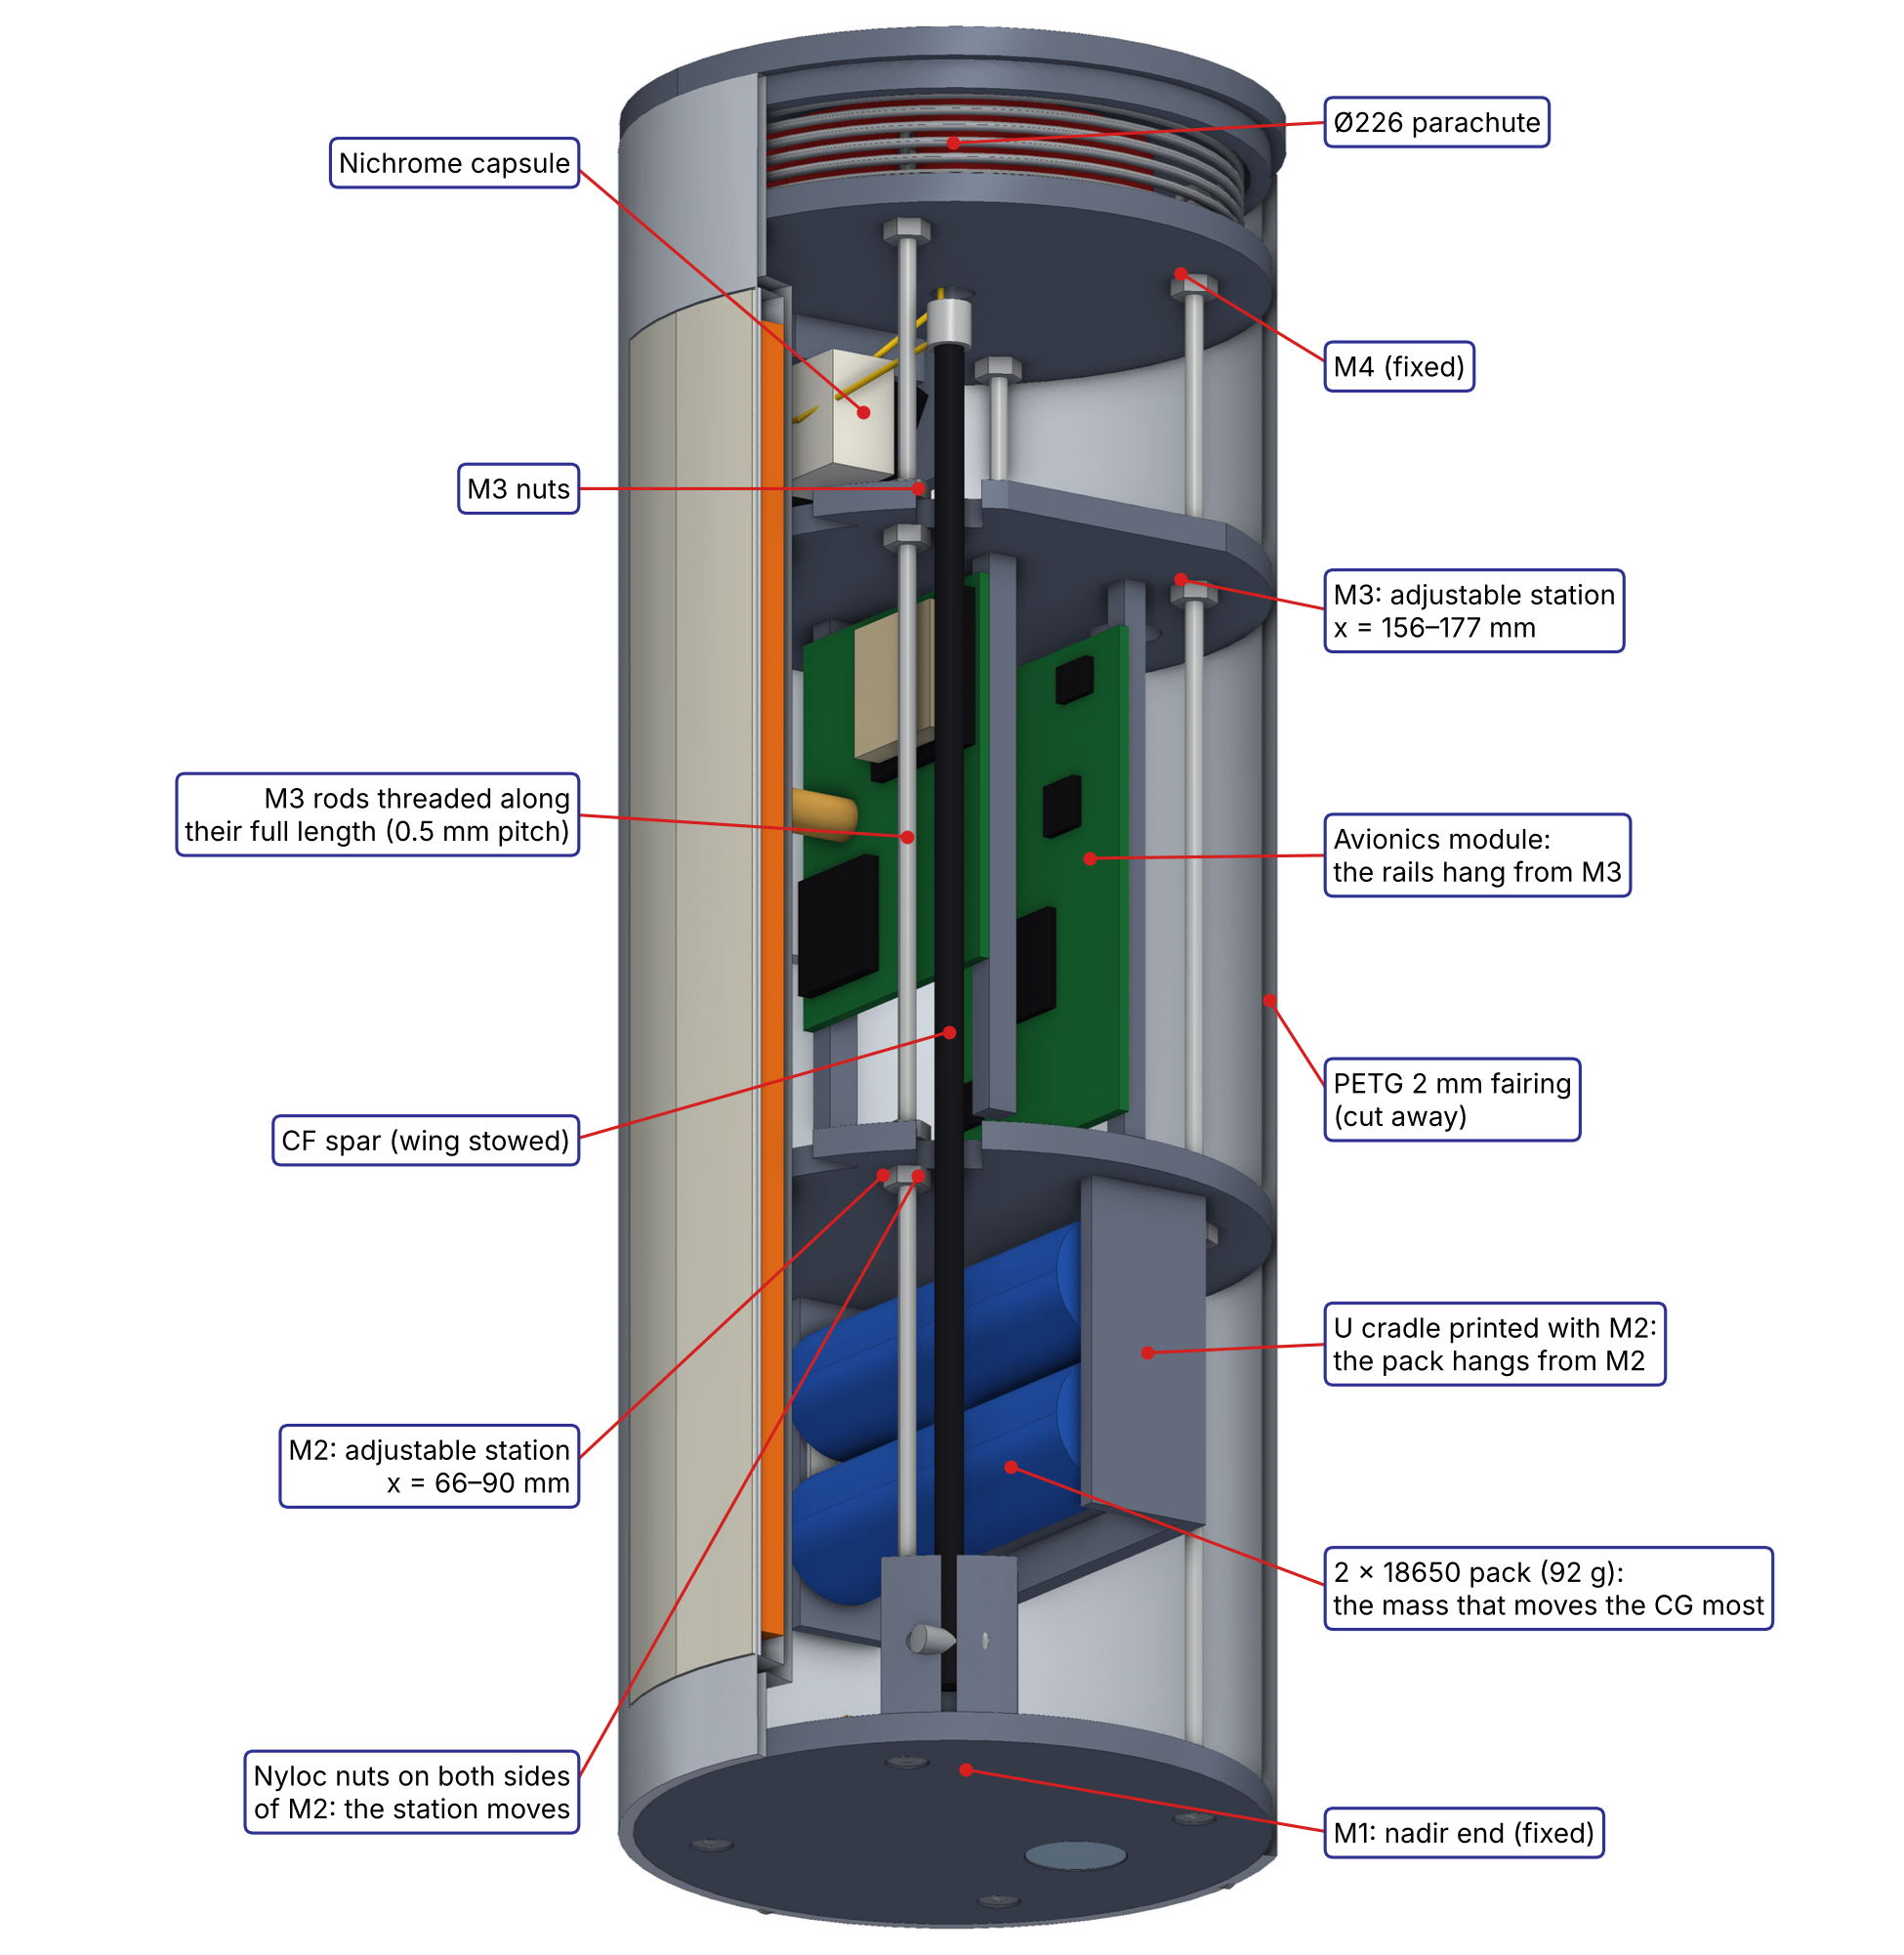 Ø226 parachute
Nichrome capsule
M4 (fixed)
M3 nuts
M3: adjustable station
x = 156–177 mm
M3 rods threaded along
their full length (0.5 mm pitch)
Avionics module:
the rails hang from M3
PETG 2 mm fairing
(cut away)
CF spar (wing stowed)
U cradle printed with M2:
the pack hangs from M2
M2: adjustable station
x = 66–90 mm
2 × 18650 pack (92 g):
the mass that moves the CG most
Nyloc nuts on both sides
of M2: the station moves
M1: nadir end (fixed)